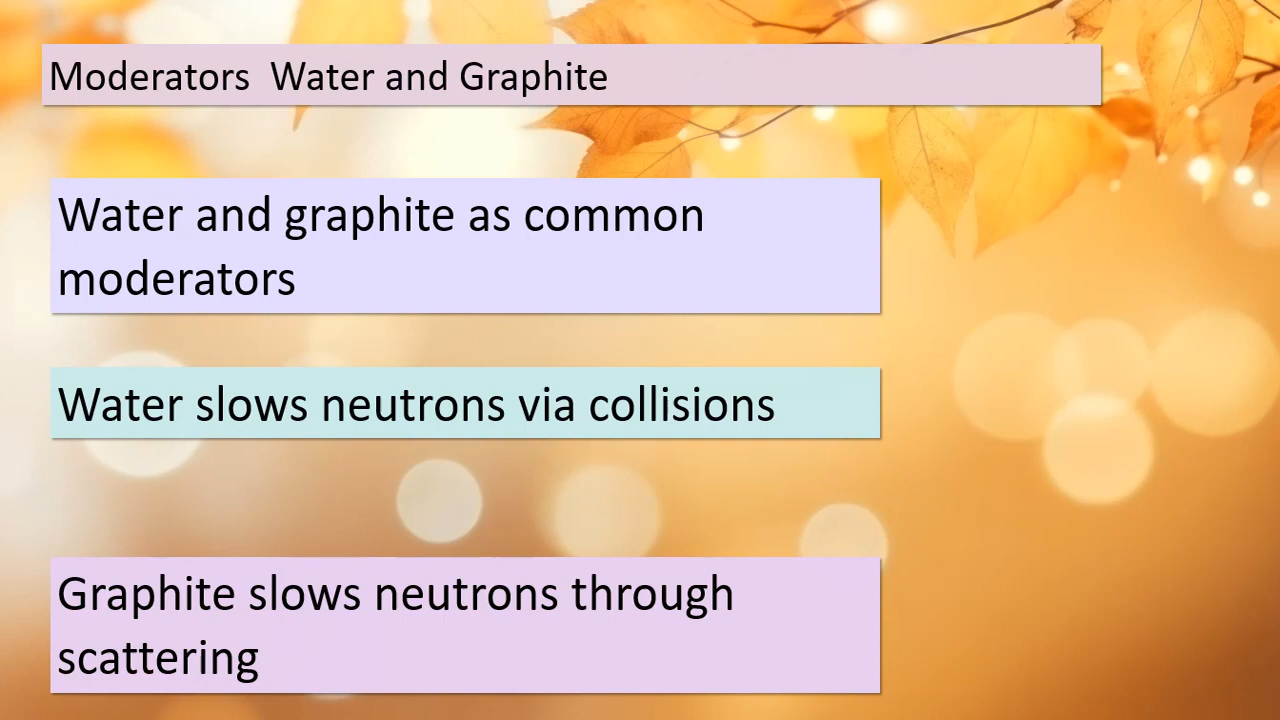 Moderators  Water and Graphite
Water and graphite as common
moderators
Water slows neutrons via collisions
Graphite slows neutrons through
scattering